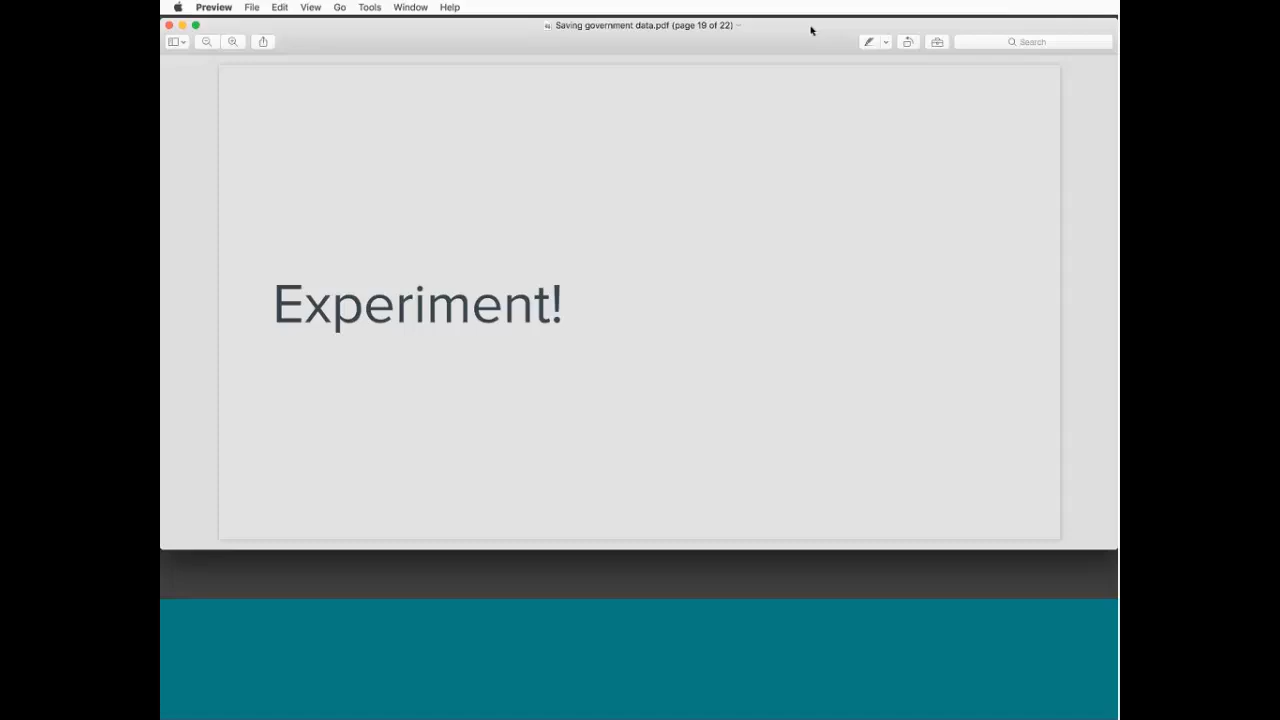 Preview File Edit View Go Tools Window Help
Saving government data.pdf (page 19 of 22)
Search
Experiment!